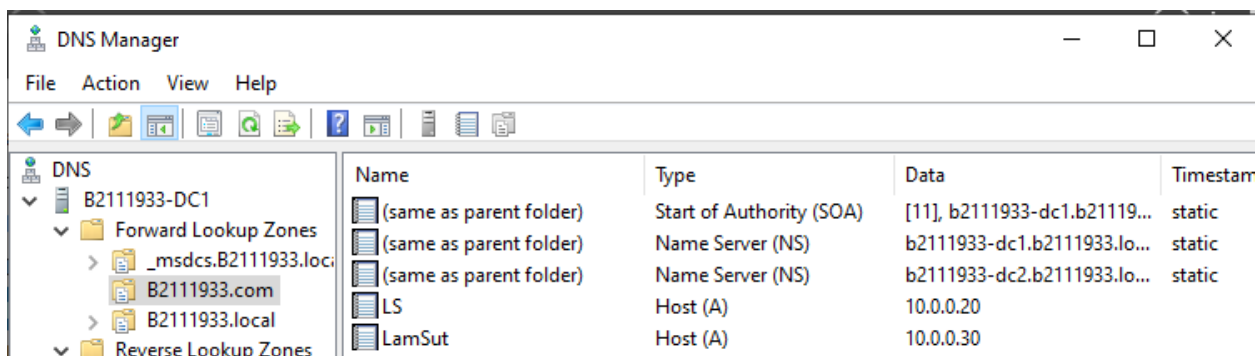 DNS Manager
File Action View Help
DNS
B2111933-DC1
Forward Lookup Zones
_msdcs.B2111933.loca
B2111933.com
B2111933.local
Reverse Lookup Zones
Name Type Data Timestam
(same as parent folder) Start of Authority (SOA) [11], b2111933-dc1.b21119... static
(same as parent folder) Name Server (NS) b2111933-dc1.b2111933.lo... static
(same as parent folder) Name Server (NS) b2111933-dc2.b2111933.lo... static
LS Host (A) 10.0.0.20
LamSut Host (A) 10.0.0.30